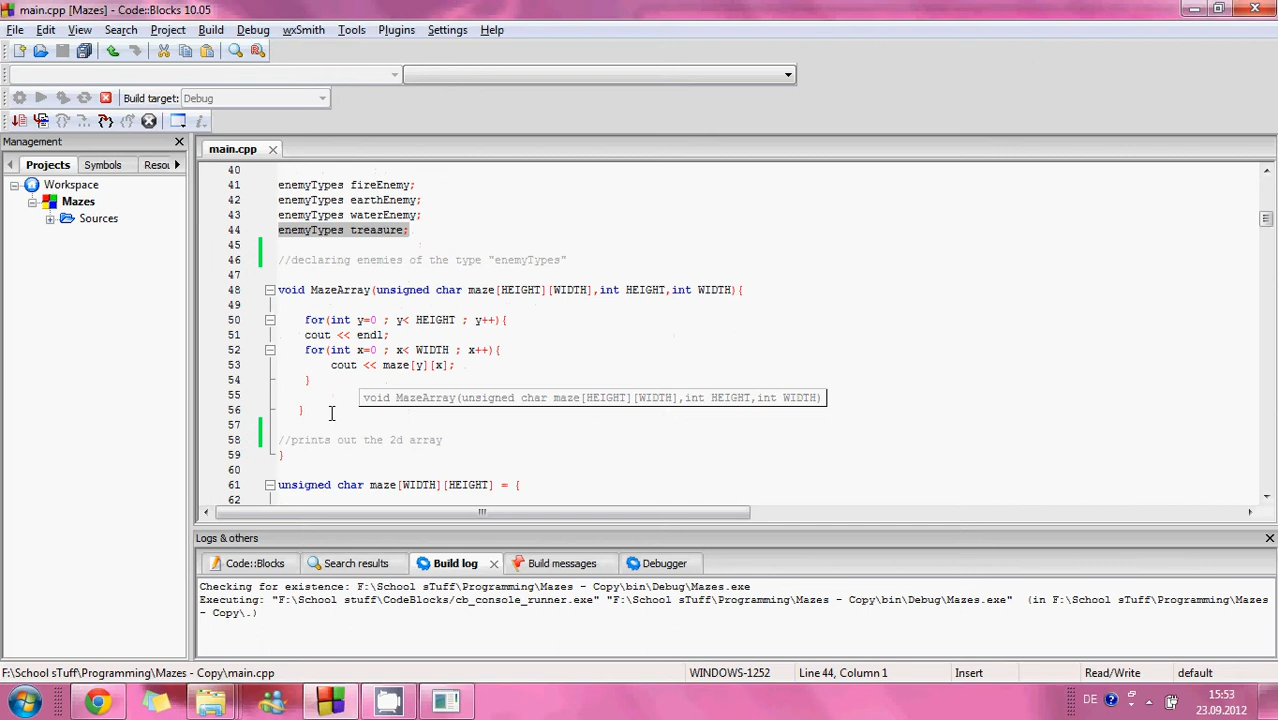 main.cpp [Mazes] - Code::Blocks 10.05
File Edit View Search Project Build Debug wxSmith Tools Plugins Settings Help
Build target: Debug
Management
main.cpp
Projects Symbols Resou
Workspace
Mazes
Sources
40
41 enemyTypes fireEnemy;
42 enemyTypes earthEnemy;
43 enemyTypes waterEnemy;
44 enemyTypes treasure;
45
46 //declaring enemies of the type "enemyTypes"
47
48 void MazeArray(unsigned char maze[HEIGHT][WIDTH],int HEIGHT,int WIDTH){
49
50 for(int y=0 ; y< HEIGHT ; y++){
51 cout << endl;
52 for(int x=0 ; x< WIDTH ; x++){
53 cout << maze[y][x];
54 }
55 void MazeArray(unsigned char maze[HEIGHT][WIDTH],int HEIGHT,int WIDTH)
56 }
57
58 //prints out the 2d array
59 }
60
61 unsigned char maze[WIDTH][HEIGHT] = {
62
Logs & others
Code::Blocks Search results Build log Build messages Debugger
Checking for existence: F:\School sTuff\Programming\Mazes - Copy\bin\Debug\Mazes.exe
Executing: "F:\School stuff\CodeBlocks/cb_console_runner.exe" "F:\School sTuff\Programming\Mazes - Copy\bin\Debug\Mazes.exe" (in F:\School sTuff\Programming\Mazes
- Copy\.)
F:\School sTuff\Programming\Mazes - Copy\main.cpp WINDOWS-1252 Line 44, Column 1 Insert Read/Write default
DE 15:53
23.09.2012